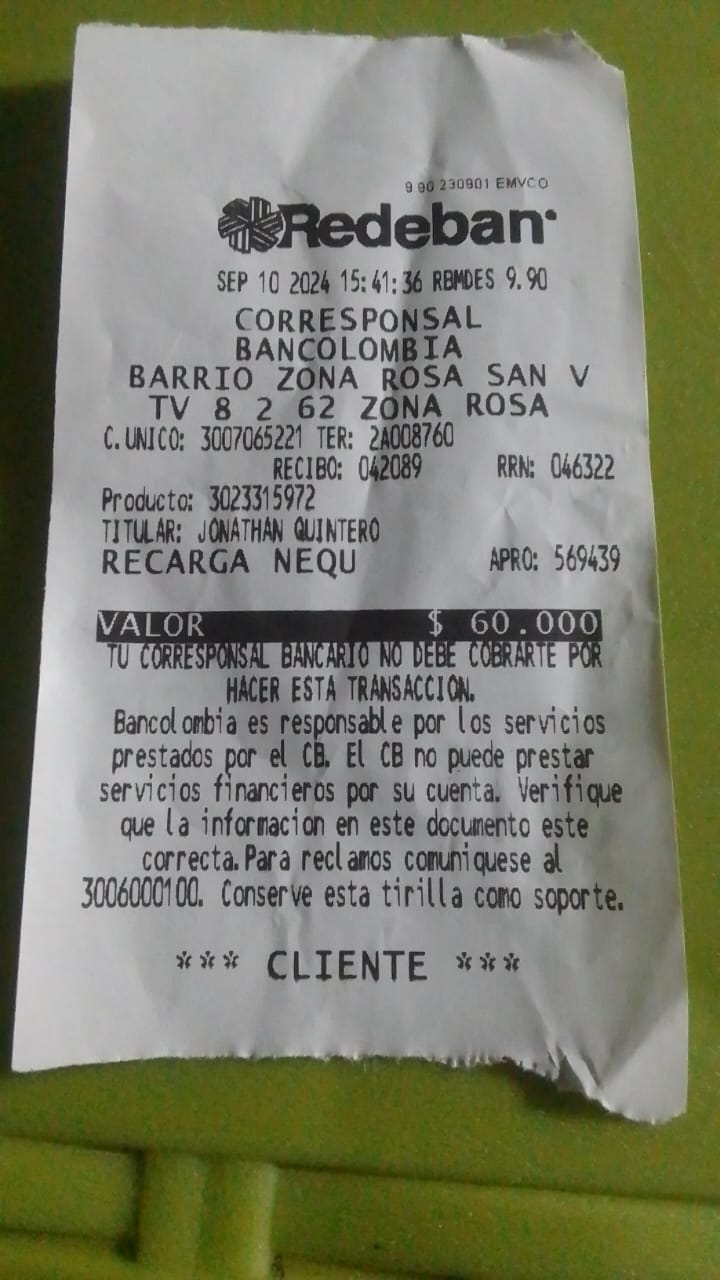 9.90 230901 EMVCO
Redeban
SEP 10 2024 15:41:36 RBMDES 9.90
CORRESPONSAL
BANCOLOMBIA
BARRIO ZONA ROSA SAN V
TV 8 2 62 ZONA ROSA
C.UNICO: 3007065221 TER: 2A008760
RECIBO: 042089 RRN: 046322
Producto: 3023315972
TITULAR: JONATHAN QUINTERO
RECARGA NEQU APRO: 569439
VALOR $ 60.000
TU CORRESPONSAL BANCARIO NO DEBE COBRARTE POR
HACER ESTA TRANSACCION.
Bancolombia es responsable por los servicios
prestados por el CB. El CB no puede prestar
servicios financieros por su cuenta. Verifique
que la informacion en este documento este
correcta.Para reclamos comuniquese al
3006000100. Conserve esta tirilla como soporte.
*** CLIENTE ***